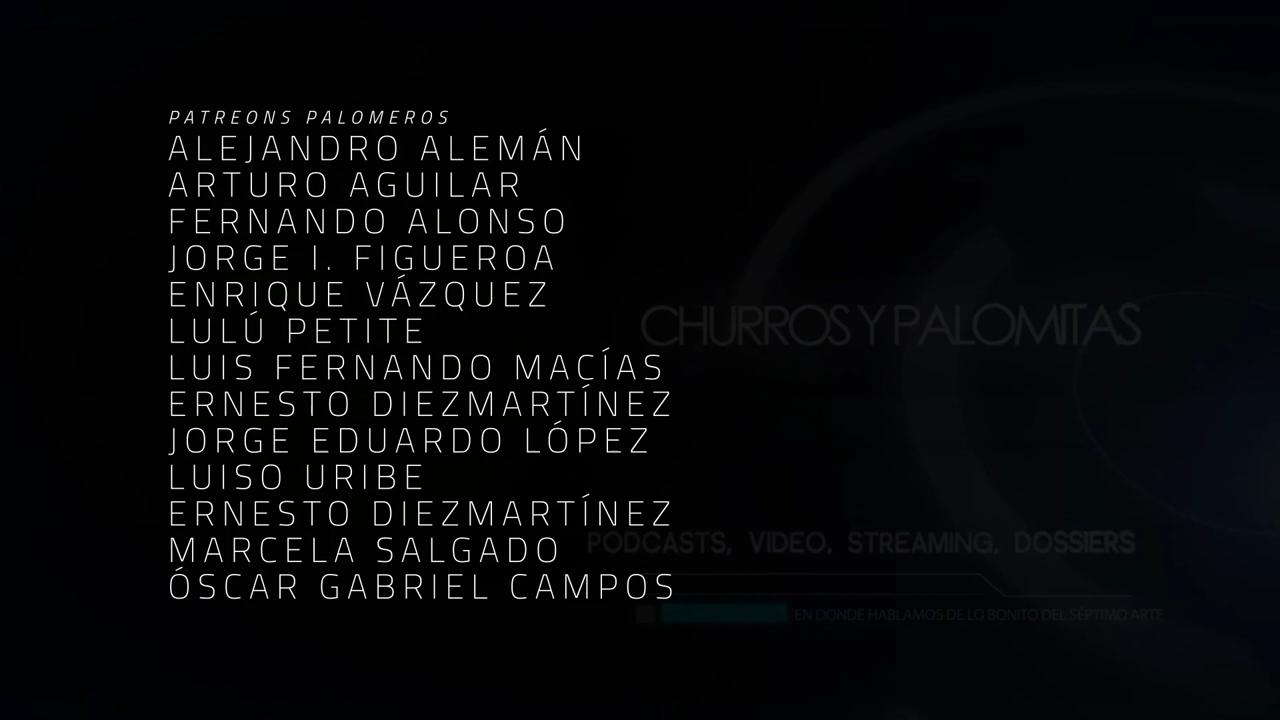 PATREONS PALOMEROS
ALEJANDRO ALEMÁN
ARTURO AGUILAR
FERNANDO ALONSO
JORGE I. FIGUEROA
ENRIQUE VÁZQUEZ
LULÚ PETITE
LUIS FERNANDO MACÍAS
ERNESTO DIEZMARTÍNEZ
JORGE EDUARDO LÓPEZ
LUISO URIBE
ERNESTO DIEZMARTÍNEZ
MARCELA SALGADO
ÓSCAR GABRIEL CAMPOS
CHURROS Y PALOMITAS
PODCASTS, VIDEO, STREAMING, DOSSIERS
EN DONDE HABLAMOS DE LO BONITO DEL SÉPTIMO ARTE